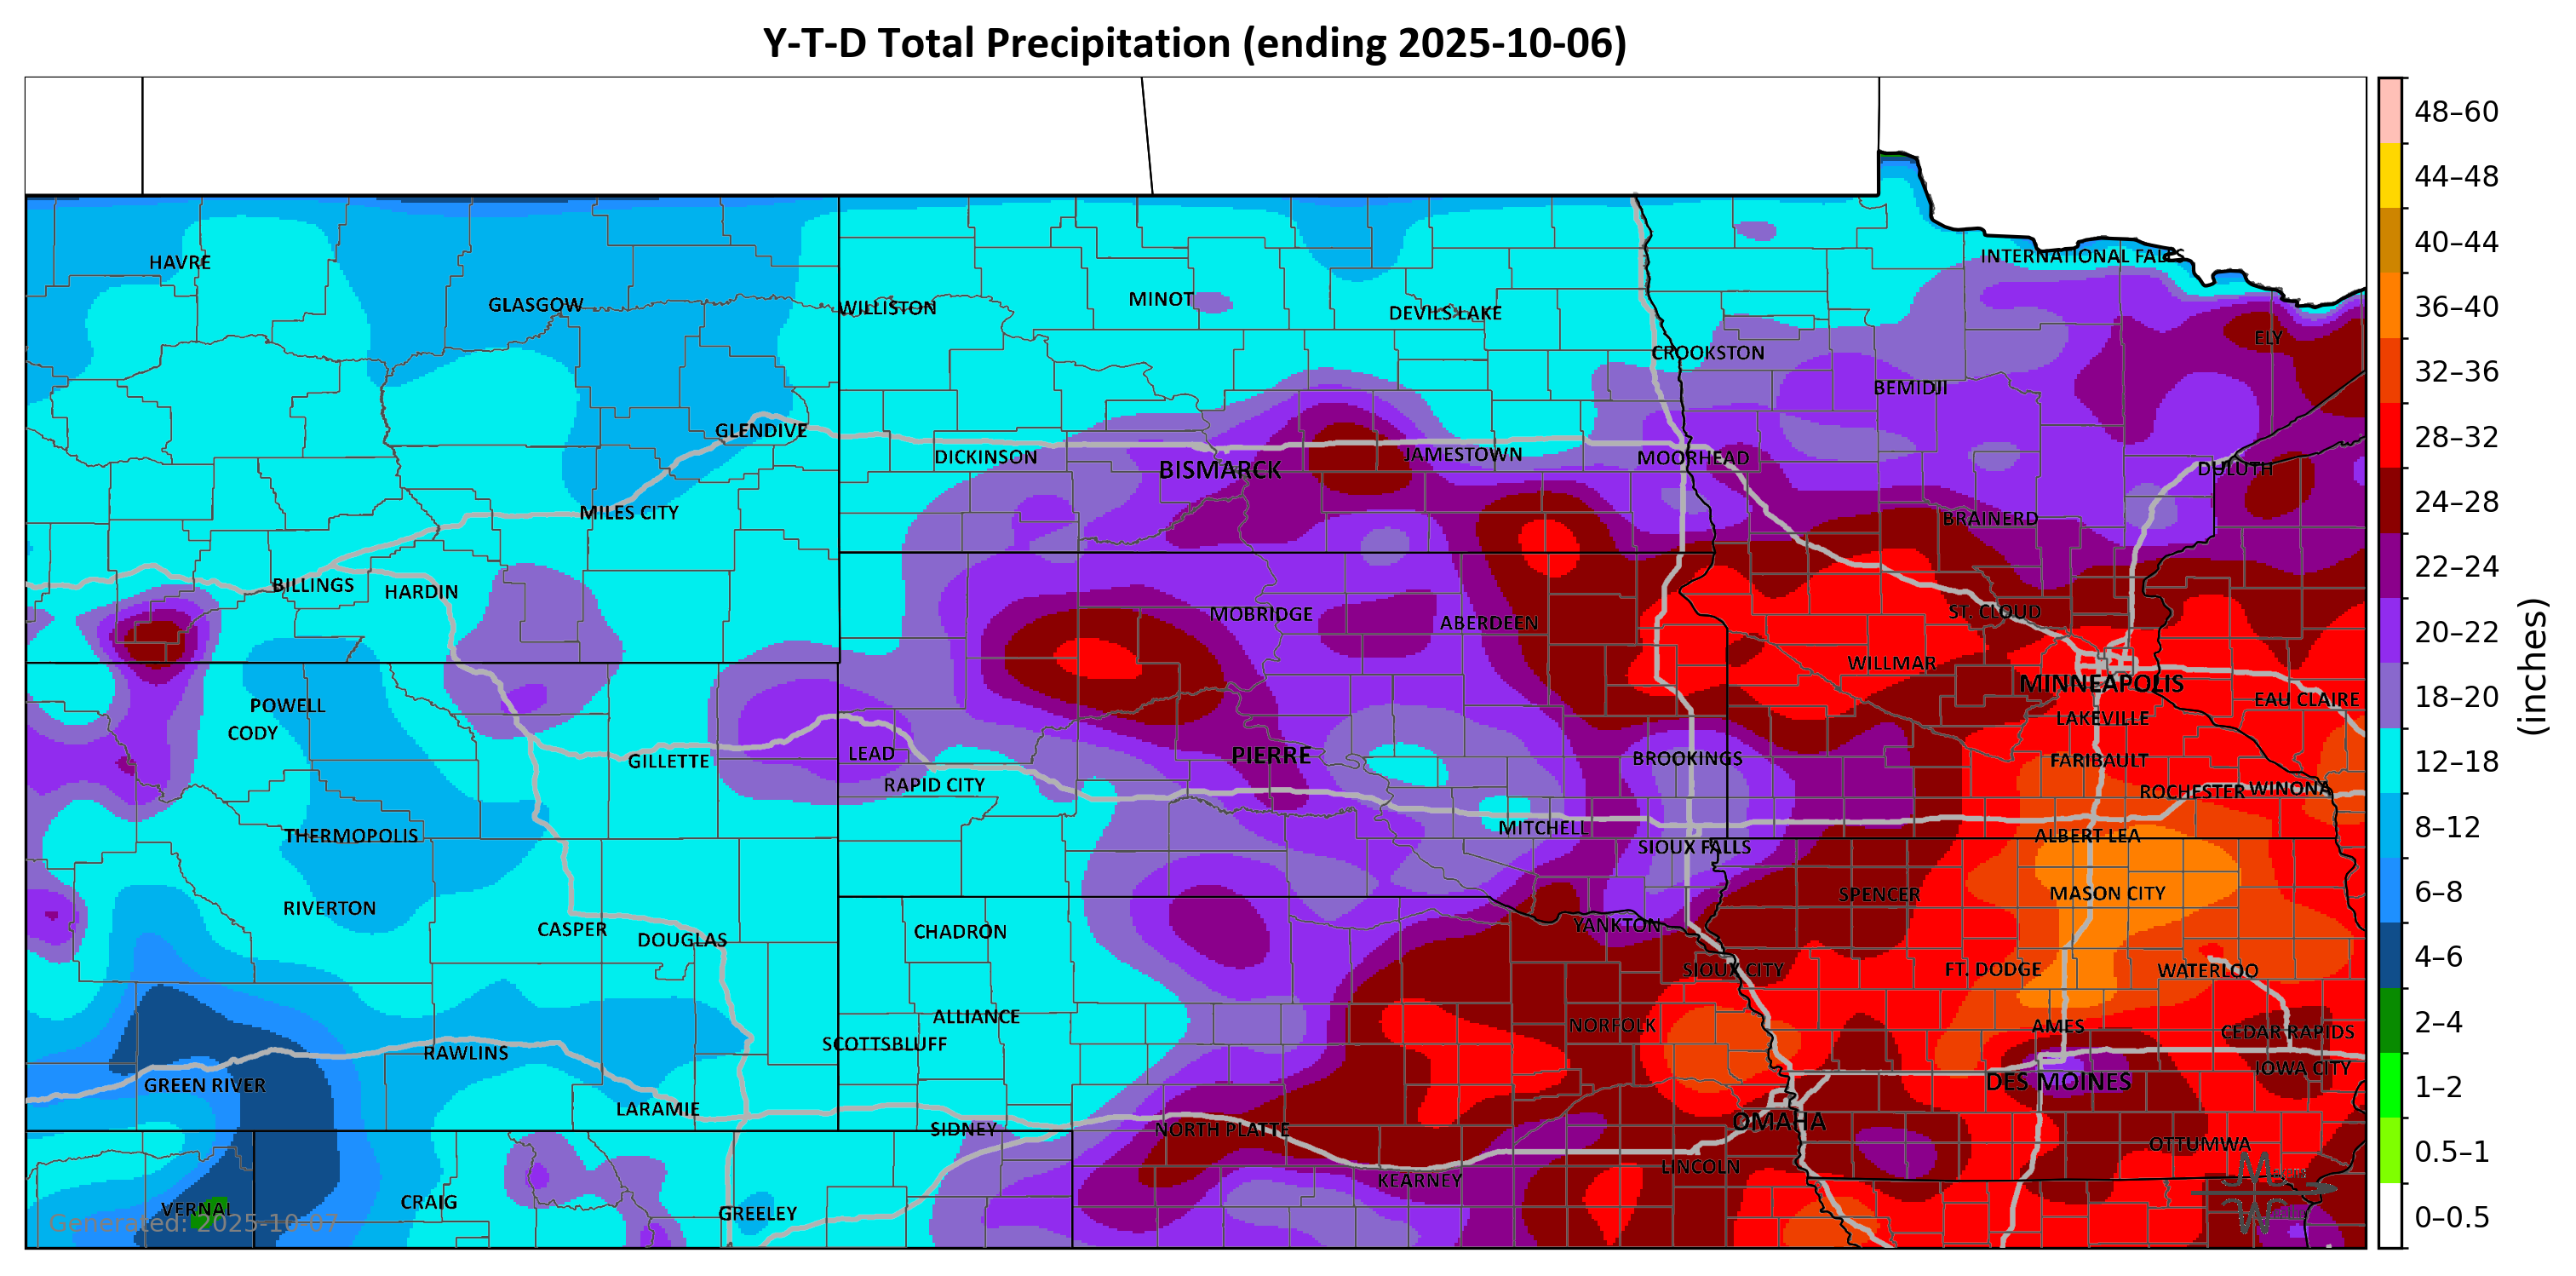 Y-T-D Total Precipitation (ending 2025-10-06)
HAVRE
GLASGOW
WILLISTON
MINOT
DEVILS LAKE
CROOKSTON
INTERNATIONAL FALLS
ELY
BEMIDJI
GLENDIVE
DICKINSON
BISMARCK
JAMESTOWN
MOORHEAD
DULUTH
MILES CITY
BRAINERD
BILLINGS
HARDIN
MOBRIDGE
ABERDEEN
ST. CLOUD
WILLMAR
MINNEAPOLIS
EAU CLAIRE
POWELL
CODY
LAKEVILLE
GILLETTE
LEAD
RAPID CITY
PIERRE
BROOKINGS
FARIBAULT
ROCHESTER
WINONA
THERMOPOLIS
MITCHELL
SIOUX FALLS
ALBERT LEA
RIVERTON
CASPER
DOUGLAS
CHADRON
YANKTON
SPENCER
MASON CITY
SIOUX CITY
FT. DODGE
WATERLOO
ALLIANCE
SCOTTSBLUFF
NORFOLK
AMES
CEDAR RAPIDS
RAWLINS
GREEN RIVER
DES MOINES
IOWA CITY
LARAMIE
SIDNEY
NORTH PLATTE
OMAHA
OTTUMWA
LINCOLN
KEARNEY
VERNAL
CRAIG
GREELEY
Generated: 2025-10-07
48–60
44–48
40–44
36–40
32–36
28–32
24–28
22–24
20–22
18–20
12–18
8–12
6–8
4–6
2–4
1–2
0.5–1
0–0.5
(inches)